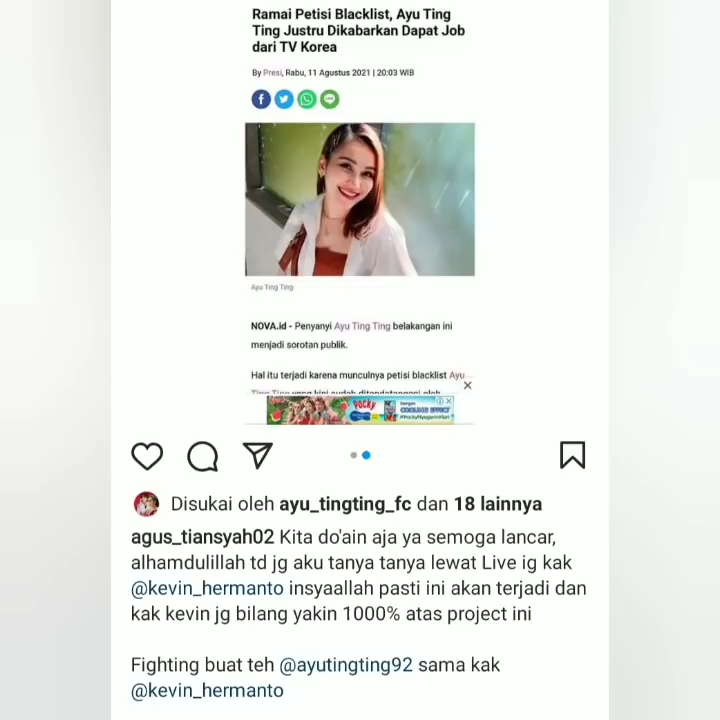 Ramai Petisi Blacklist, Ayu Ting
Ting Justru Dikabarkan Dapat Job
dari TV Korea
By Presi, Rabu, 11 Agustus 2021 | 20:03 WIB
Ayu Ting Ting
NOVA.id - Penyanyi Ayu Ting Ting belakangan ini
menjadi sorotan publik.
Hal itu terjadi karena munculnya petisi blacklist Ayu
POCKY
Dengan
COOLING EFFECT
Disukai oleh ayu_tingting_fc dan 18 lainnya
agus_tiansyah02 Kita do'ain aja ya semoga lancar,
alhamdulillah td jg aku tanya tanya lewat Live ig kak
@kevin_hermanto insyaallah pasti ini akan terjadi dan
kak kevin jg bilang yakin 1000% atas project ini
Fighting buat teh @ayutingting92 sama kak
@kevin_hermanto